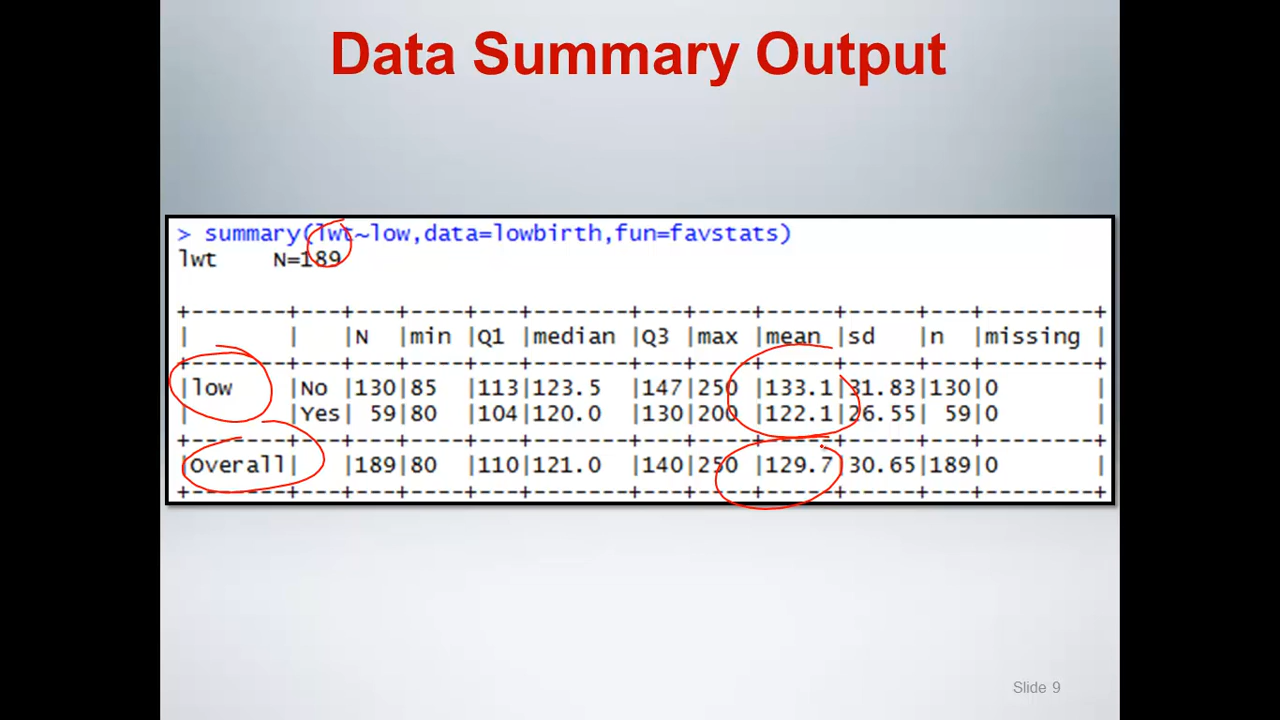 Data Summary Output
> summary(lwt~low,data=lowbirth,fun=favstats)
lwt    N=189
+-------+---+---+---+---+------+---+---+-----+-----+---+-------+
|       |   |N  |min |Q1 |median |Q3 |max |mean |sd   |n  |missing |
+-------+---+---+---+---+------+---+---+-----+-----+---+-------+
|low    |No |130|85  |113|123.5  |147|250 |133.1|31.83|130|0       |
|       |Yes| 59|80  |104|120.0  |130|200 |122.1|26.55| 59|0       |
+-------+---+---+---+---+------+---+---+-----+-----+---+-------+
|Overall|   |189|80  |110|121.0  |140|250 |129.7|30.65|189|0       |
+-------+---+---+---+---+------+---+---+-----+-----+---+-------+
Slide 9